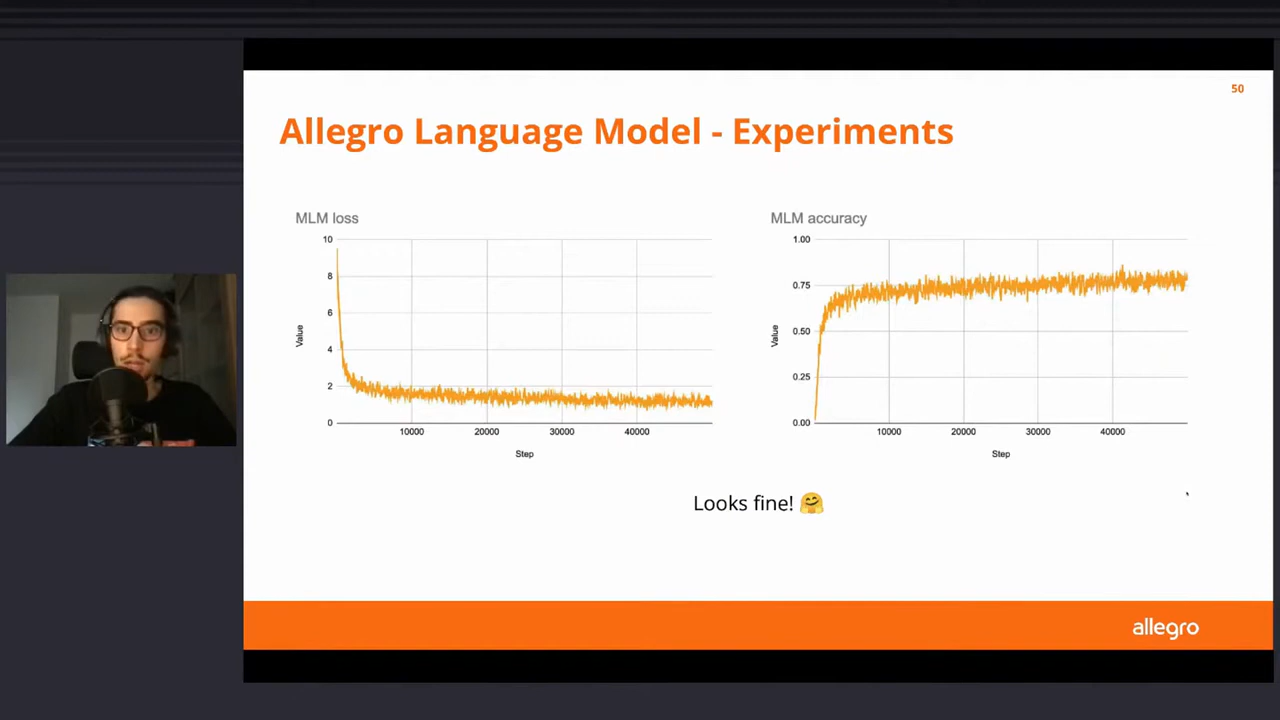 50
Allegro Language Model - Experiments
MLM loss
10
8
6
4
2
0
Value
10000 20000 30000 40000
Step
MLM accuracy
1.00
0.75
0.50
0.25
0.00
Value
10000 20000 30000 40000
Step
Looks fine! 🤗
allegro